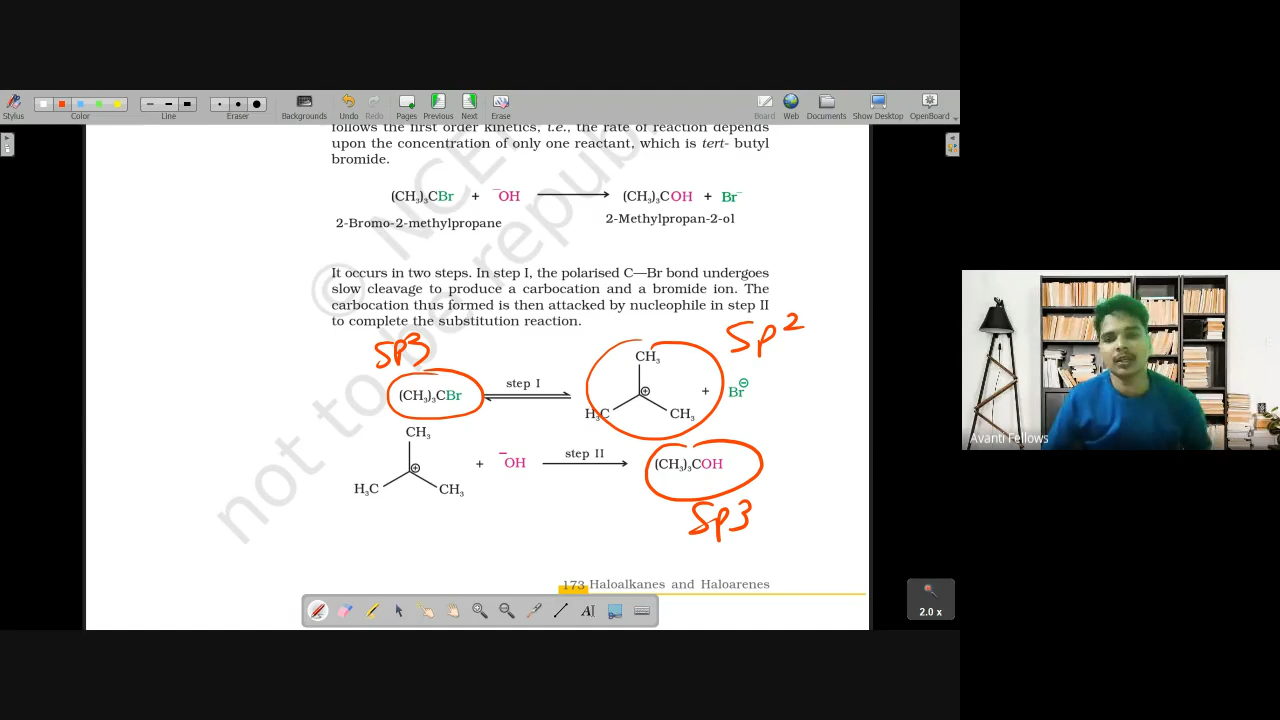 Stylus
Color
Line
Eraser
Backgrounds
Undo
Redo
Pages
Previous
Next
Erase
Board
Web
Documents
Show Desktop
OpenBoard
follows the first order kinetics, i.e., the rate of reaction depends
upon the concentration of only one reactant, which is tert- butyl
bromide.
(CH₃)₃CBr + ⁻OH → (CH₃)₃COH + Br⁻
2-Bromo-2-methylpropane
2-Methylpropan-2-ol
It occurs in two steps. In step I, the polarised C—Br bond undergoes
slow cleavage to produce a carbocation and a bromide ion. The
carbocation thus formed is then attacked by nucleophile in step II
to complete the substitution reaction.
Sp³
Sp²
(CH₃)₃CBr
step I
CH₃
⊕
H₃C
CH₃
+ Br⊖
CH₃
⊕
H₃C
CH₃
+ ⁻OH
step II
(CH₃)₃COH
Sp3
© NCERT
not to be republ
173 Haloalkanes and Haloarenes
AI
2.0 x
Avanti Fellows